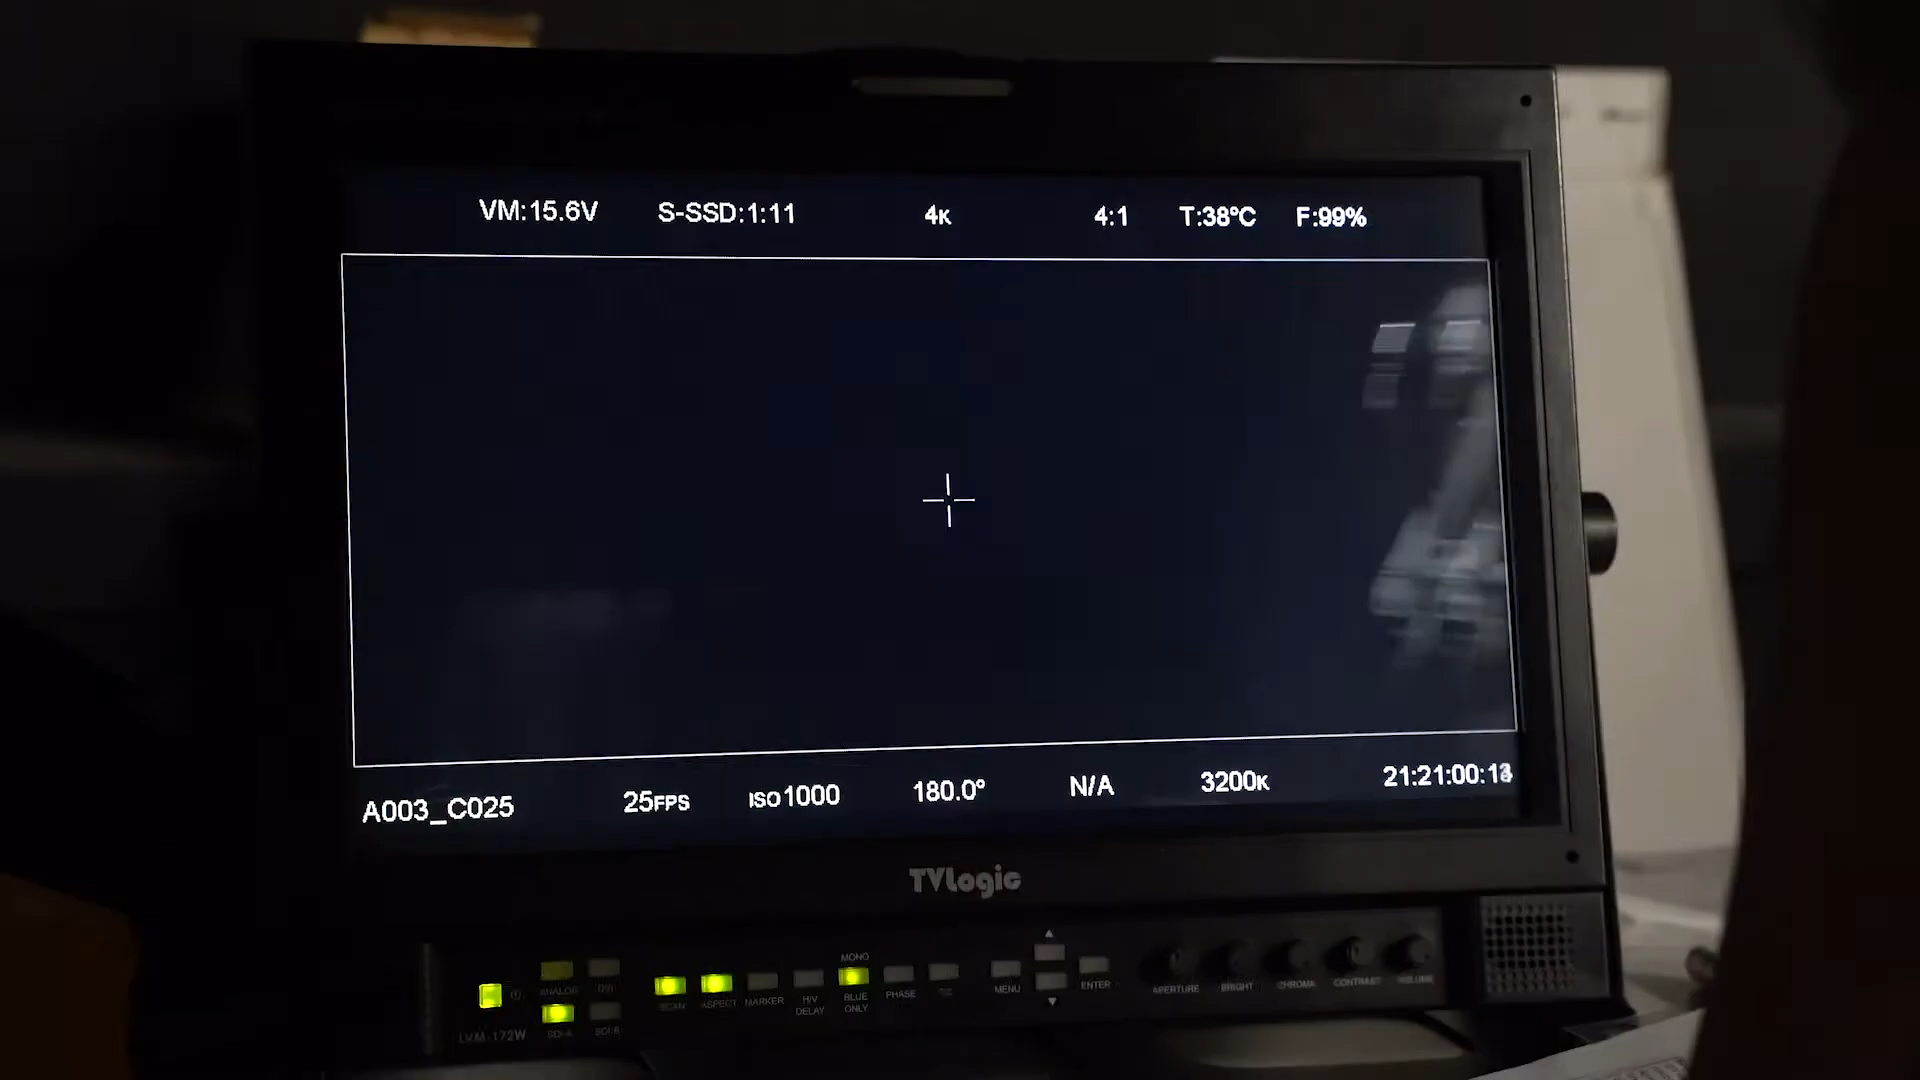 VM:15.6V S-SSD:1:11 4K 4:1 T:38°C F:99%
A003_C025 25FPS ISO1000 180.0° N/A 3200K 21:21:00:13
TVLogic
MONO
ANALOG DVI
SCAN ASPECT MARKER H/V DELAY BLUE ONLY PHASE MENU ENTER APERTURE BRIGHT CHROMA CONTRAST VOLUME
LVM-172W SDI-A SDI-B